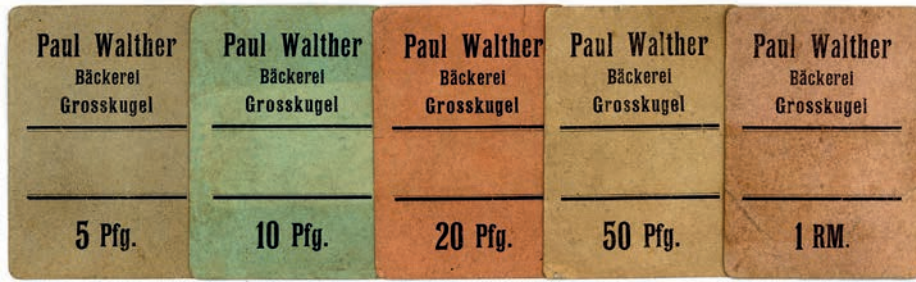 Paul Walther
Bäckerei
Grosskugel
5 Pfg.
Paul Walther
Bäckerei
Grosskugel
10 Pfg.
Paul Walther
Bäckerei
Grosskugel
20 Pfg.
Paul Walther
Bäckerei
Grosskugel
50 Pfg.
Paul Walther
Bäckerei
Grosskugel
1 RM.